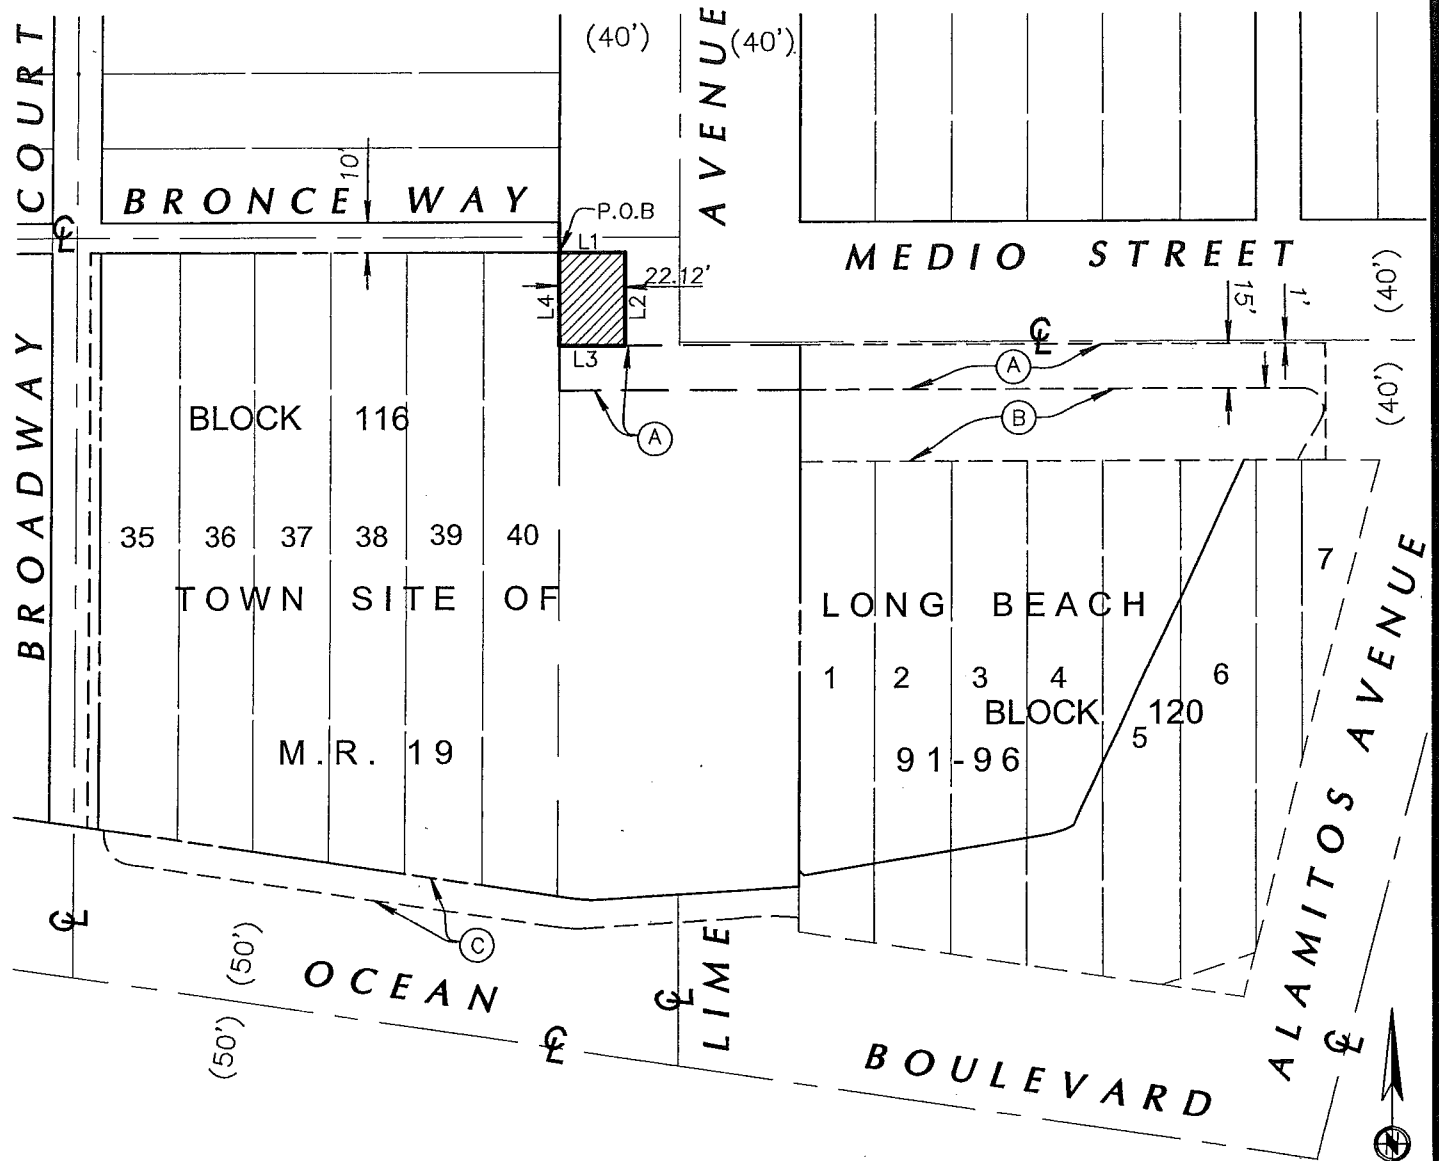 (40')
AVENUE
(40')
COURT
10'
BRONCE WAY
P.O.B
L1
22.12'
L4
L2
L3
MEDIO STREET
15'
1'
(40')
(40')
A
B
A
BLOCK 116
35 36 37 38 39 40
TOWN SITE OF
LONG BEACH
M.R. 19
91-96
1 2 3 4 5 6 7
BLOCK 120
BROADWAY
C
(50')
(50')
OCEAN
BOULEVARD
LIME
ALAMITOS AVENUE